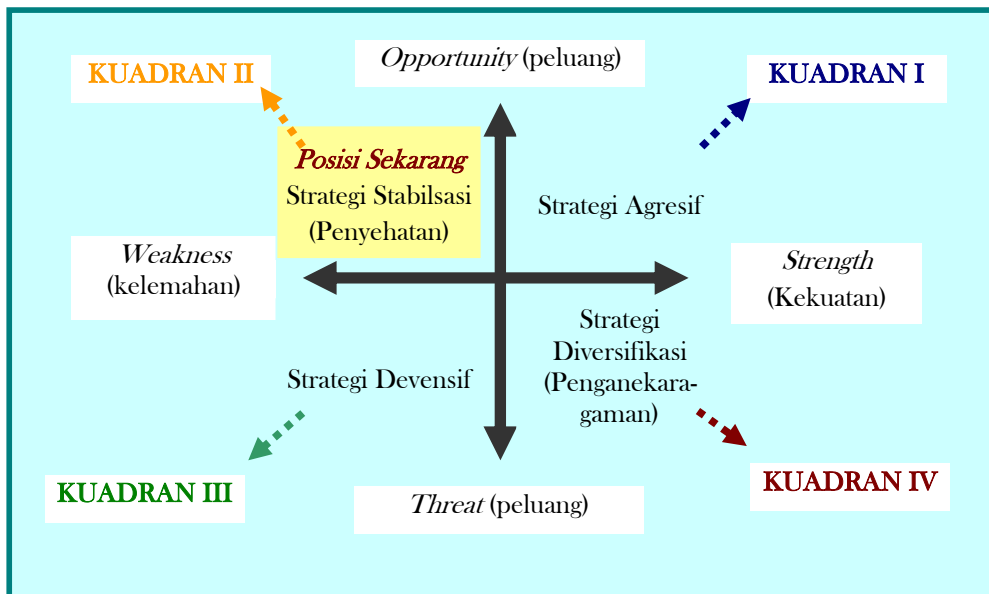 Opportunity (peluang)
KUADRAN II
KUADRAN I
Posisi Sekarang
Strategi Stabilsasi
(Penyehatan)
Strategi Agresif
Weakness
(kelemahan)
Strength
(Kekuatan)
Strategi
Diversifikasi
(Penganekara-
gaman)
Strategi Devensif
KUADRAN III
KUADRAN IV
Threat (peluang)